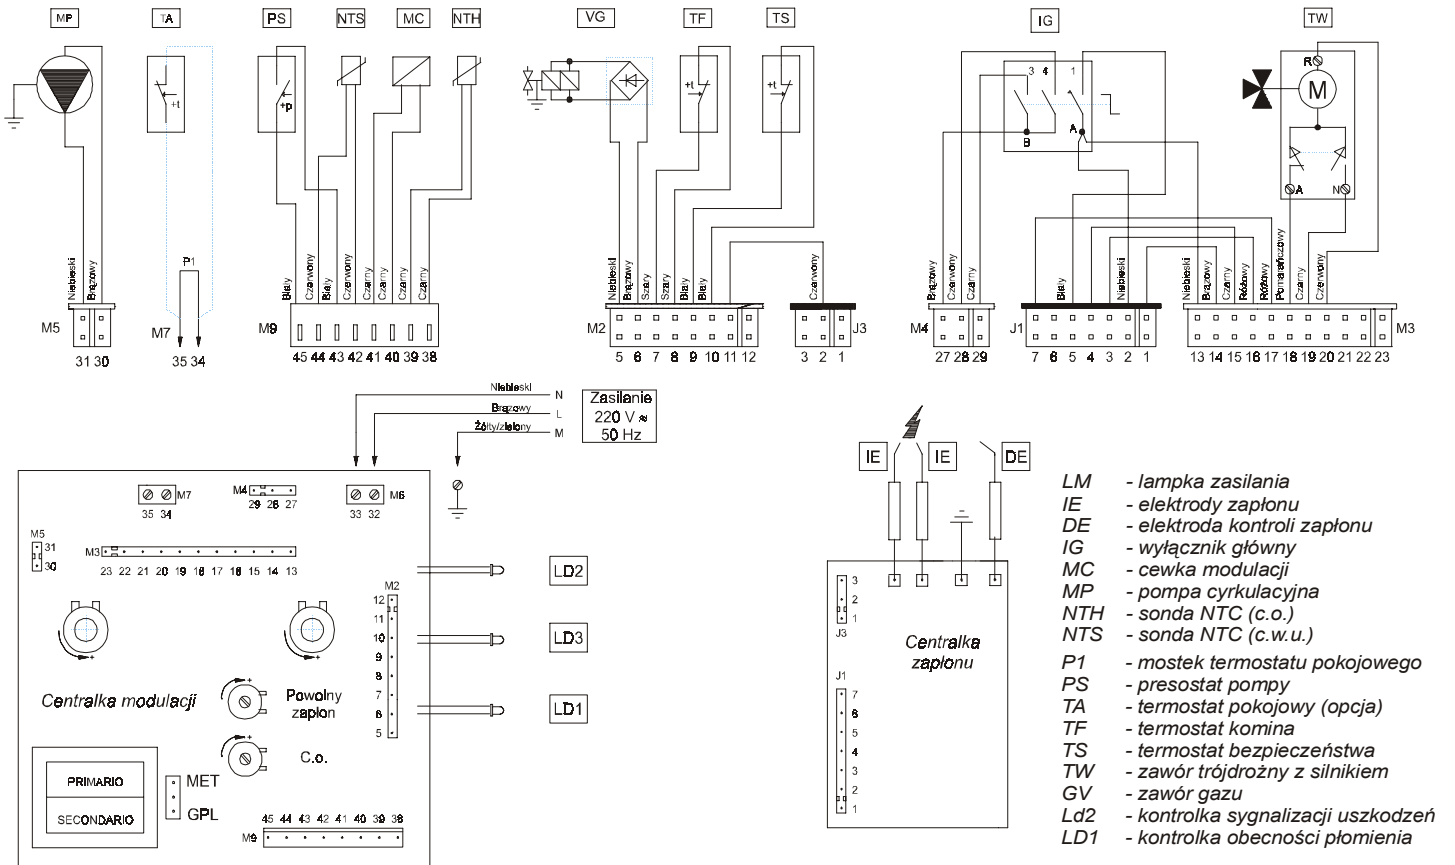 MP TA PS NTS MC NTH VG TF TS IG TW
+t +p +t +t
3 4 1
B A
R M A N
P1
Niebieski Brązowy
Biały Czerwony Czarny Czarny Czerwony Czarny Czarny Czarny Czarny
Niebieski Brązowy Szary Szary Biały Biały
Czerwony
Brązowy Czarny Czarny
Biały Niebieski Czarny
Niebieski Brązowy Czarny Różowy Różowy Pomarańczowy Czarny Czerwony
M5 M7 M9 M2 J3 M4 J1 M3
31 30
35 34
45 44 43 42 41 40 39 38
5 6 7 8 9 10 11 12
3 2 1
27 28 29
7 6 5 4 3 2 1
13 14 15 16 17 18 19 20 21 22 23
Niebieski N
Brązowy L
Żółty/zielony M
Zasilanie
220 V ≈
50 Hz
M7
35 34
M4
29 28 27
M6
33 32
M5
31
30
M3
23 22 21 20 19 18 17 16 15 14 13
M2
12
11
10
9
8
7
6
5
+ +
LD2
LD3
LD1
Centralka modulacji
+
Powolny
zapłon
+
C.o.
PRIMARIO
SECONDARIO
MET
GPL
45 44 43 42 41 40 39 38
M9
IE IE DE
3
2
1
J3
Centralka
zapłonu
J1
7
6
5
4
3
2
1
LM - lampka zasilania
IE - elektrody zapłonu
DE - elektroda kontroli zapłonu
IG - wyłącznik główny
MC - cewka modulacji
MP - pompa cyrkulacyjna
NTH - sonda NTC (c.o.)
NTS - sonda NTC (c.w.u.)
P1 - mostek termostatu pokojowego
PS - presostat pompy
TA - termostat pokojowy (opcja)
TF - termostat komina
TS - termostat bezpieczeństwa
TW - zawór trójdrożny z silnikiem
GV - zawór gazu
Ld2 - kontrolka sygnalizacji uszkodzeń
LD1 - kontrolka obecności płomienia